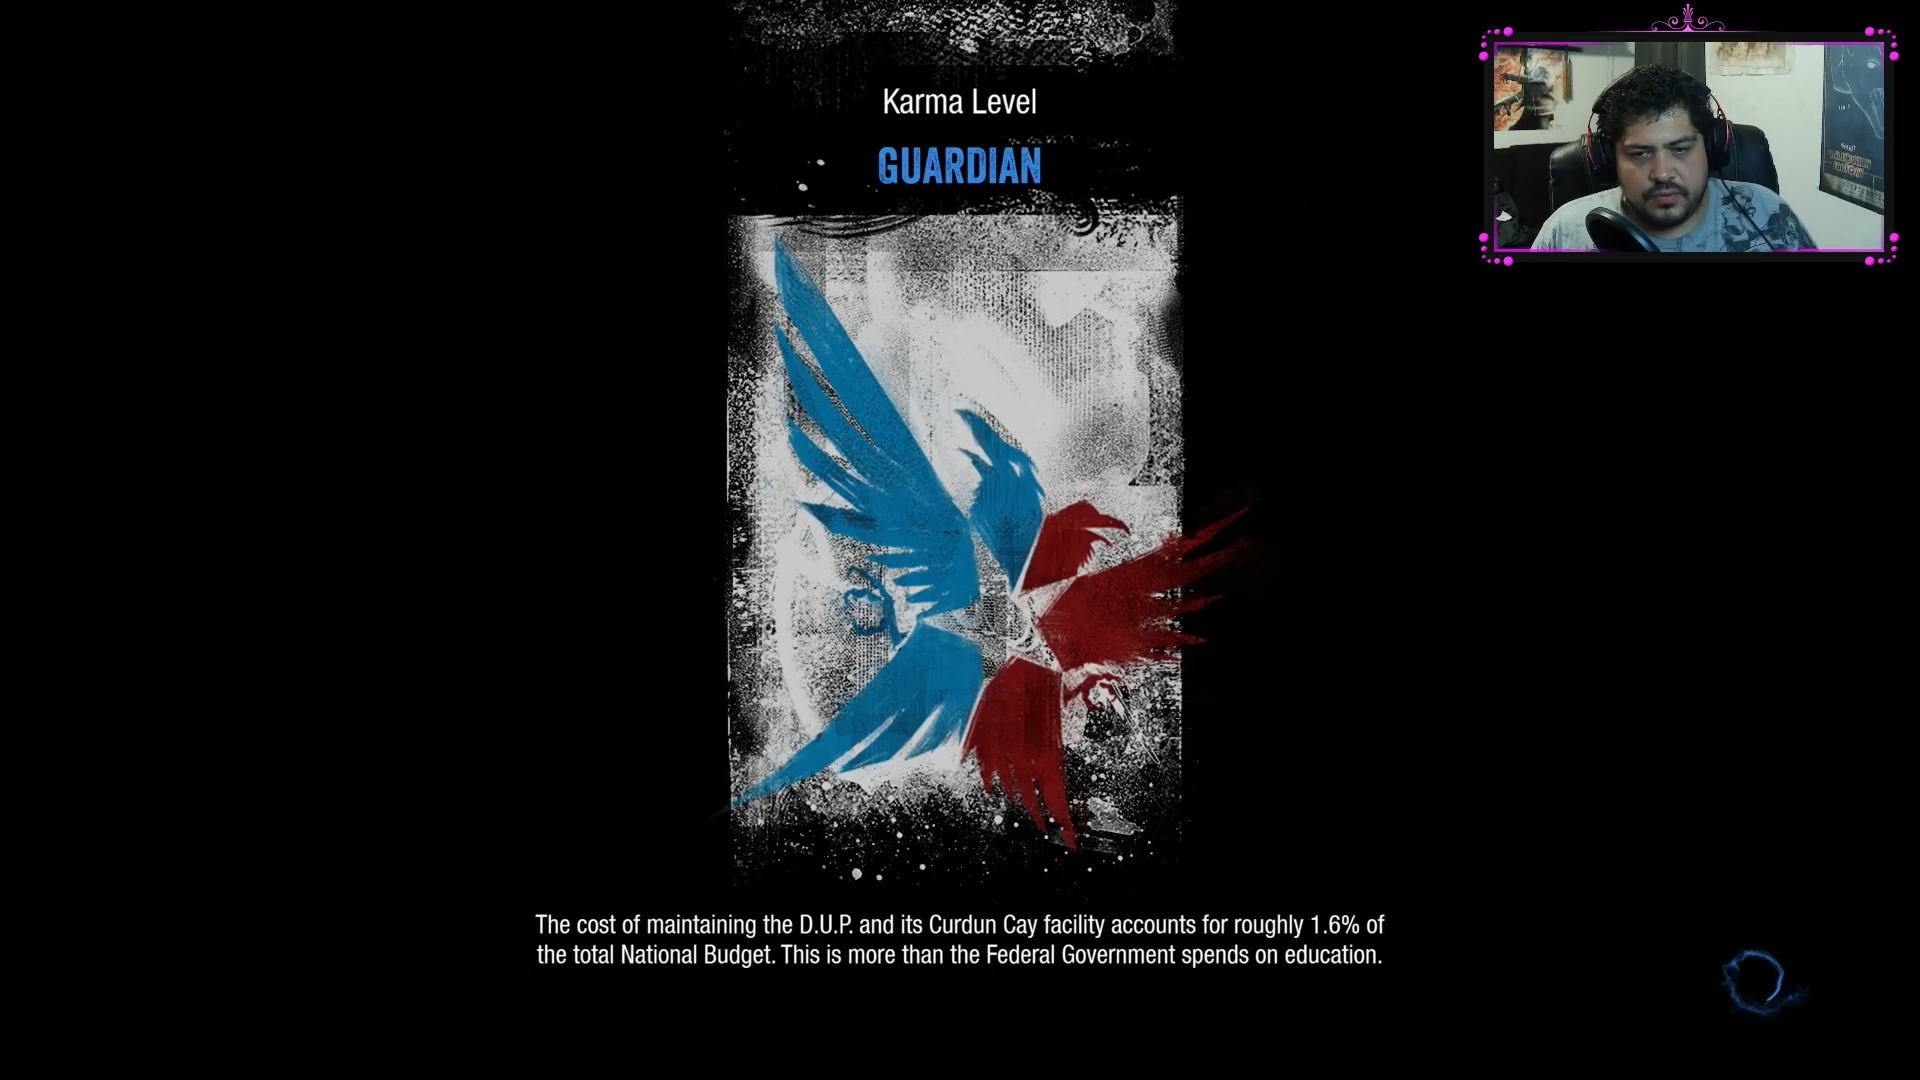 Karma Level
GUARDIAN
The cost of maintaining the D.U.P. and its Curdun Cay facility accounts for roughly 1.6% of
the total National Budget. This is more than the Federal Government spends on education.